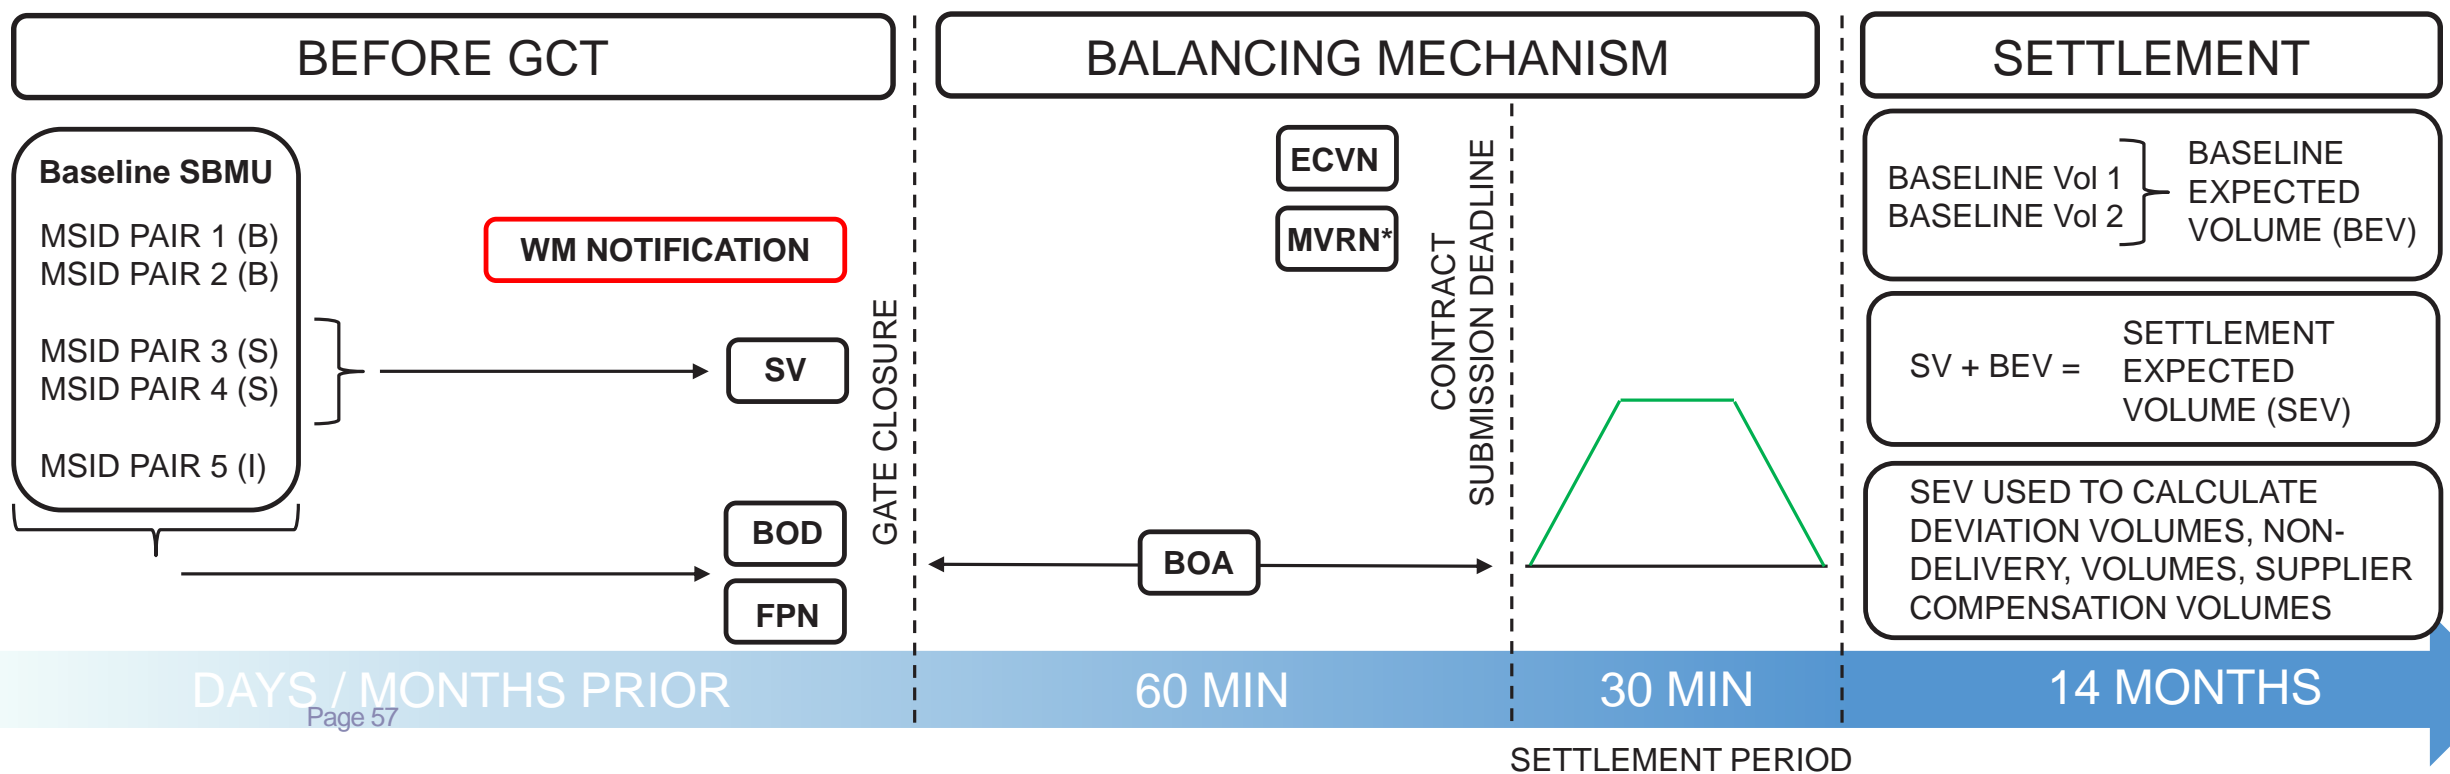 BEFORE GCT
BALANCING MECHANISM
SETTLEMENT
Baseline SBMU
MSID PAIR 1 (B)
MSID PAIR 2 (B)
MSID PAIR 3 (S)
MSID PAIR 4 (S)
MSID PAIR 5 (I)
WM NOTIFICATION
SV
BOD
FPN
GATE CLOSURE
ECVN
MVRN*
BOA
CONTRACT
SUBMISSION DEADLINE
BASELINE Vol 1
BASELINE Vol 2
BASELINE
EXPECTED
VOLUME (BEV)
SV + BEV =
SETTLEMENT
EXPECTED
VOLUME (SEV)
SEV USED TO CALCULATE
DEVIATION VOLUMES, NON-
DELIVERY, VOLUMES, SUPPLIER
COMPENSATION VOLUMES
DAYS / MONTHS PRIOR
60 MIN
30 MIN
14 MONTHS
Page 57
SETTLEMENT PERIOD